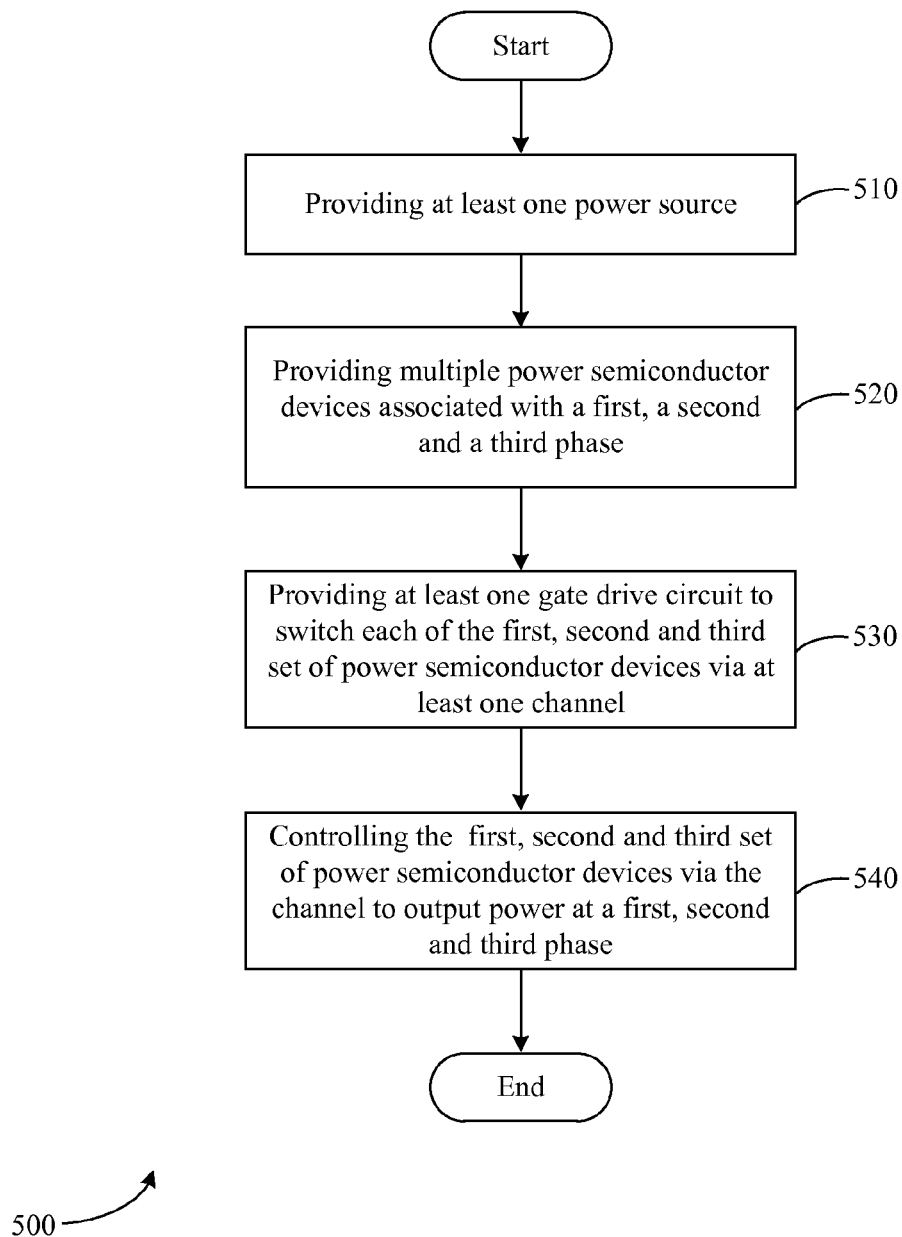 Start
Providing at least one power source
510
Providing multiple power semiconductor
devices associated with a first, a second
and a third phase
520
Providing at least one gate drive circuit to
switch each of the first, second and third
set of power semiconductor devices via at
least one channel
530
Controlling the first, second and third set
of power semiconductor devices via the
channel to output power at a first, second
and third phase
540
End
500